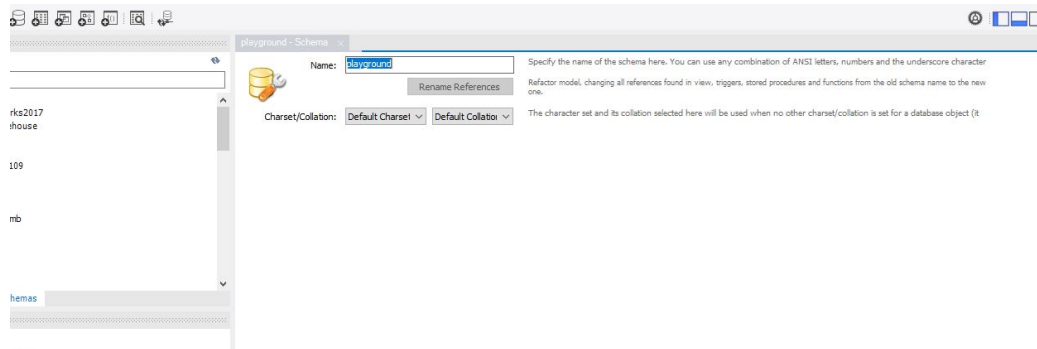 playground - Schema
Name:
playground
Specify the name of the schema here. You can use any combination of ANSI letters, numbers and the underscore character
Rename References
Refactor model, changing all references found in view, triggers, stored procedures and functions from the old schema name to the new
one.
Charset/Collation:
Default Charset
Default Collation
The character set and its collation selected here will be used when no other charset/collation is set for a database object (it
rks2017
ehouse
109
mb
hemas